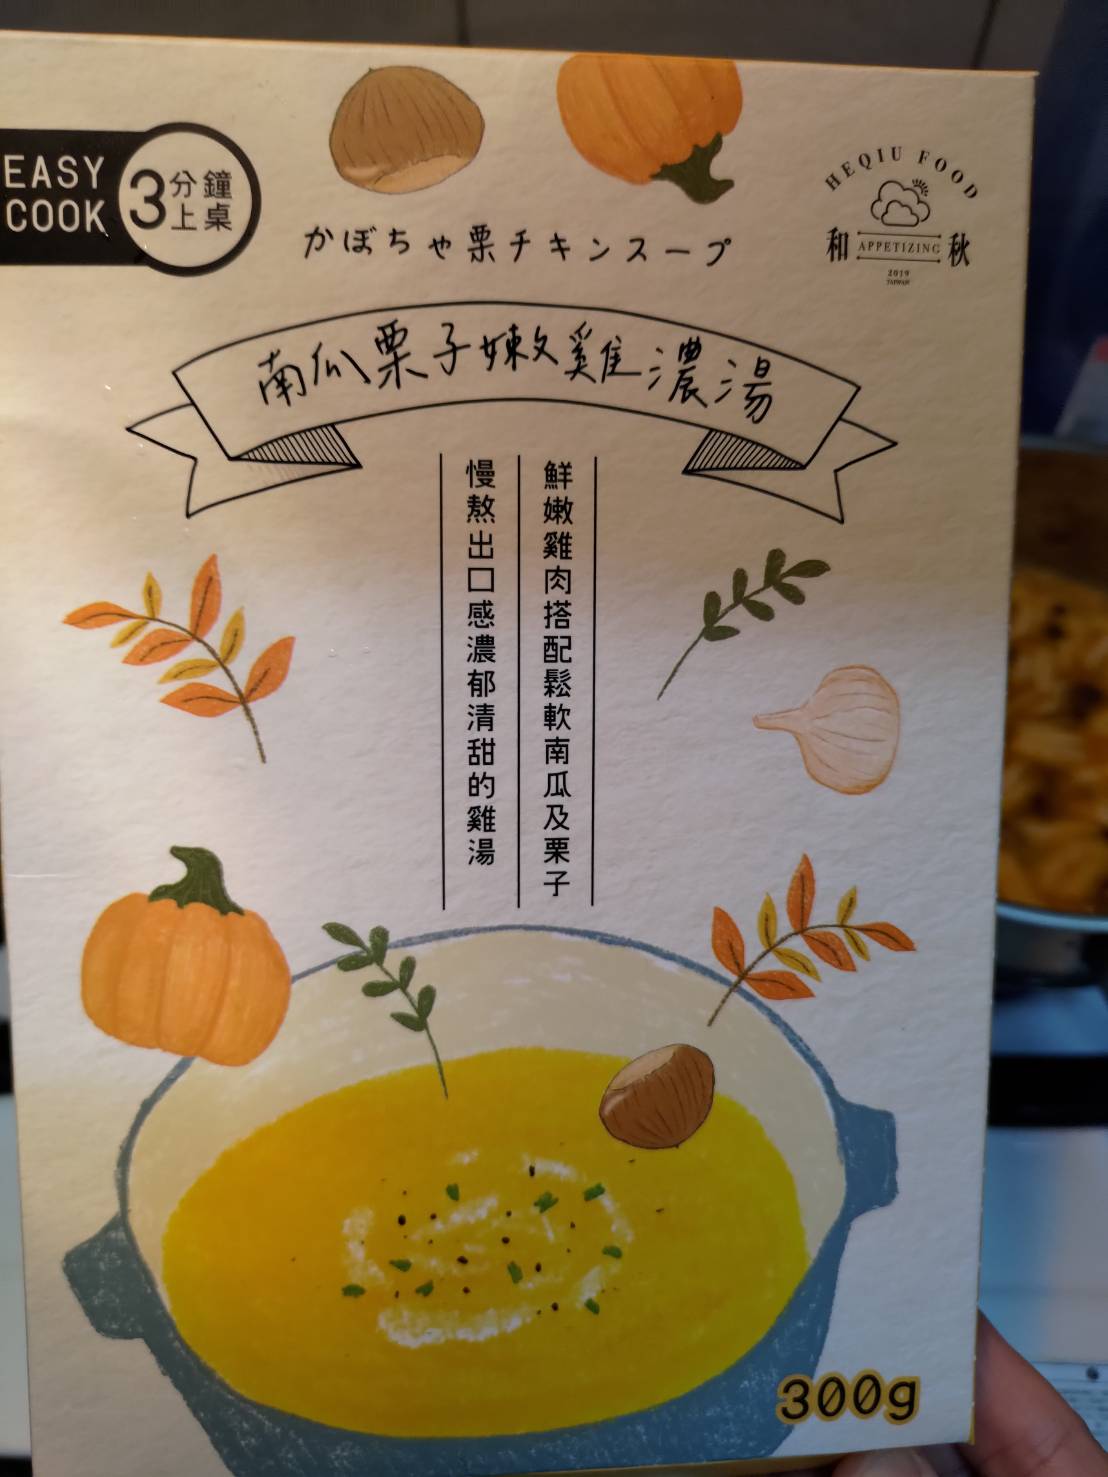 EASY
COOK
3分鐘
上桌
かぼちゃ栗チキンスープ
HEQIU FOOD
和 APPETIZING 秋
2019
TAIWAN
南瓜栗子嫩雞濃湯
鮮嫩雞肉搭配鬆軟南瓜及栗子
慢熬出口感濃郁清甜的雞湯
300g